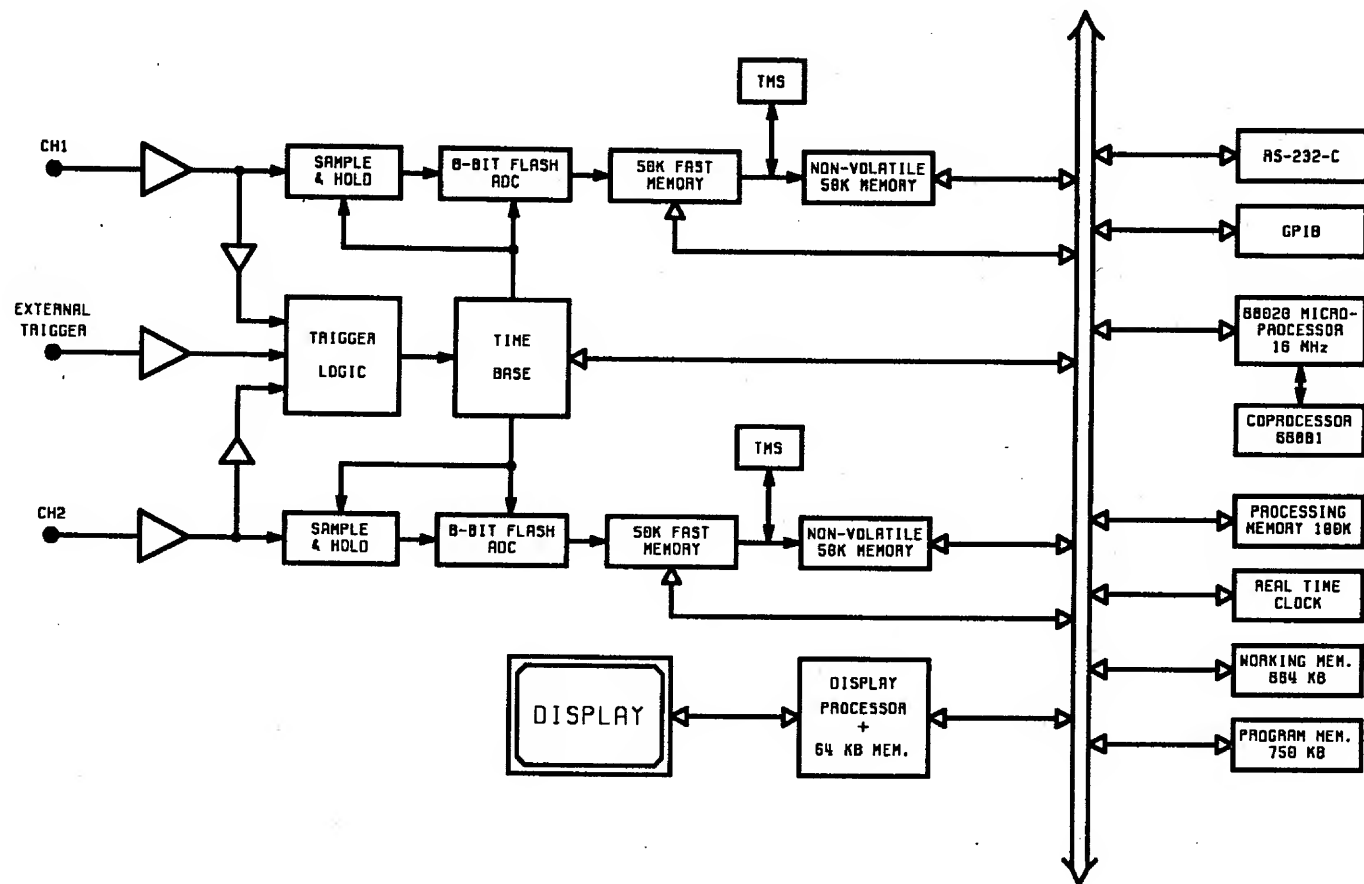 TMS
CH1
SAMPLE
& HOLD
8-BIT FLASH
ADC
50K FAST
MEMORY
NON-VOLATILE
50K MEMORY
RS-232-C
GPIB
EXTERNAL
TRIGGER
TRIGGER
LOGIC
TIME
BASE
68020 MICRO-
PROCESSOR
16 MHz
COPROCESSOR
68881
TMS
CH2
SAMPLE
& HOLD
8-BIT FLASH
ADC
50K FAST
MEMORY
NON-VOLATILE
50K MEMORY
PROCESSING
MEMORY 100K
REAL TIME
CLOCK
DISPLAY
DISPLAY
PROCESSOR
+
64 KB MEM.
WORKING MEM.
KB
PROGRAM MEM.
750 KB